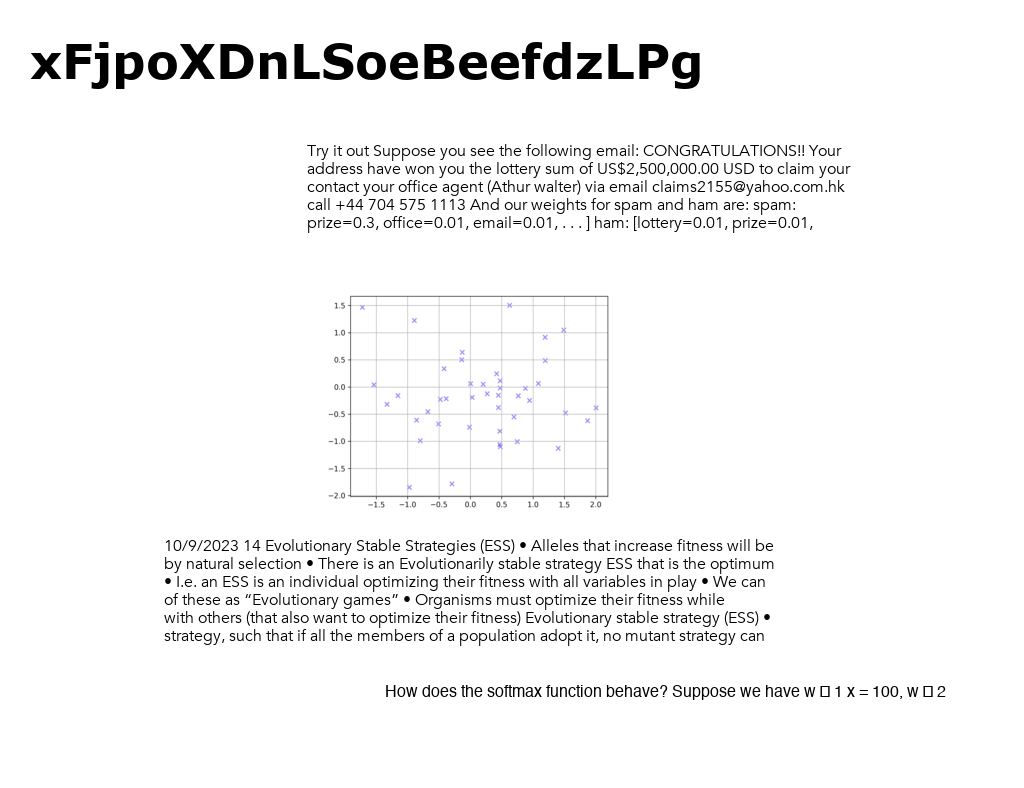 xFjpoXDnLSoeBeefdzLPg
Try it out Suppose you see the following email: CONGRATULATIONS!! Your
address have won you the lottery sum of US$2,500,000.00 USD to claim your
contact your office agent (Athur walter) via email claims2155@yahoo.com.hk
call +44 704 575 1113 And our weights for spam and ham are: spam:
prize=0.3, office=0.01, email=0.01, . . . ] ham: [lottery=0.01, prize=0.01,
1.5
1.0
0.5
0.0
−0.5
−1.0
−1.5
−2.0
−1.5 −1.0 −0.5 0.0 0.5 1.0 1.5 2.0
10/9/2023 14 Evolutionary Stable Strategies (ESS) • Alleles that increase fitness will be
by natural selection • There is an Evolutionarily stable strategy ESS that is the optimum
• I.e. an ESS is an individual optimizing their fitness with all variables in play • We can
of these as “Evolutionary games” • Organisms must optimize their fitness while
with others (that also want to optimize their fitness) Evolutionary stable strategy (ESS) •
strategy, such that if all the members of a population adopt it, no mutant strategy can
How does the softmax function behave? Suppose we have w □ 1 x = 100, w □ 2